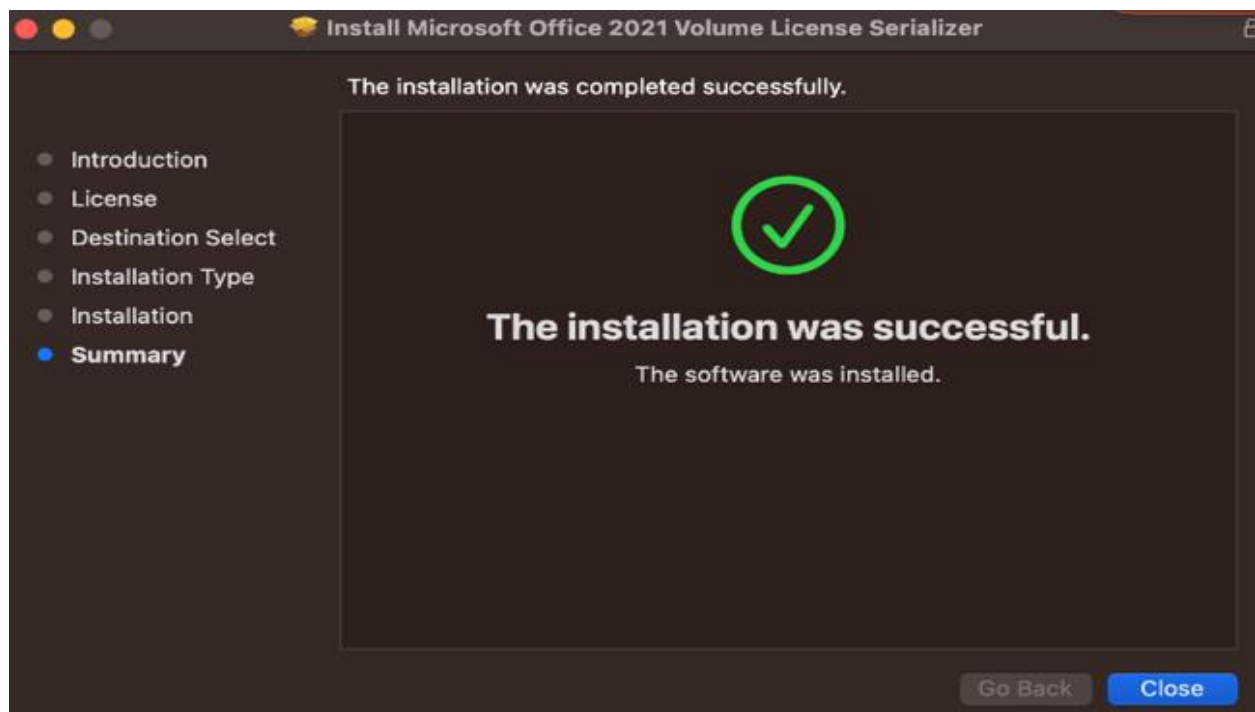 Install Microsoft Office 2021 Volume License Serializer
The installation was completed successfully.
Introduction
License
Destination Select
Installation Type
Installation
Summary
The installation was successful.
The software was installed.
Go Back
Close